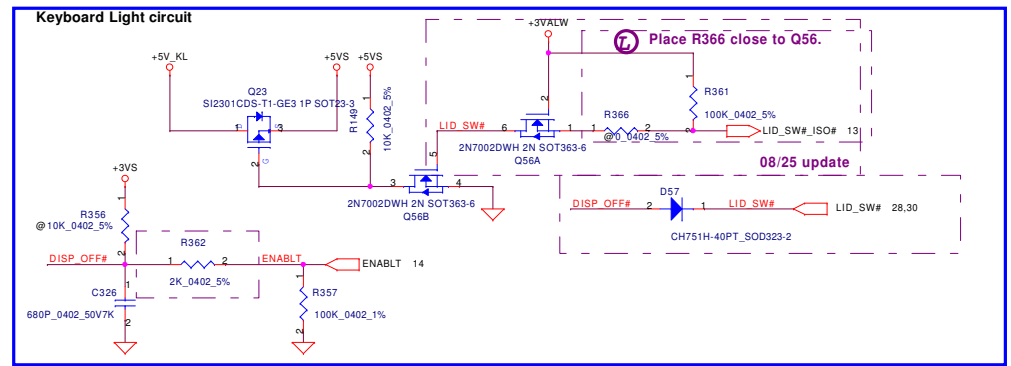 Keyboard Light circuit
+3VALW
L Place R366 close to Q56.
+5V_KL
+5VS
+5VS
Q23
SI2301CDS-T1-GE3 1P SOT23-3
1
D
S
3
G
2
1
R149
10K_0402_5%
2
LID_SW#
6
2
1
2N7002DWH 2N SOT363-6
Q56A
1
R366
2
@0_0402_5%
1
R361
100K_0402_5%
2
LID_SW#_ISO# 13
08/25 update
5
3
4
2N7002DWH 2N SOT363-6
Q56B
DISP_OFF#
2
D57
1
LID_SW#
LID_SW# 28,30
CH751H-40PT_SOD323-2
+3VS
1
R356
@10K_0402_5%
2
DISP_OFF#
1
R362
2
2K_0402_5%
ENABLT
ENABLT 14
C326
1
680P_0402_50V7K
2
1
R357
100K_0402_1%
2